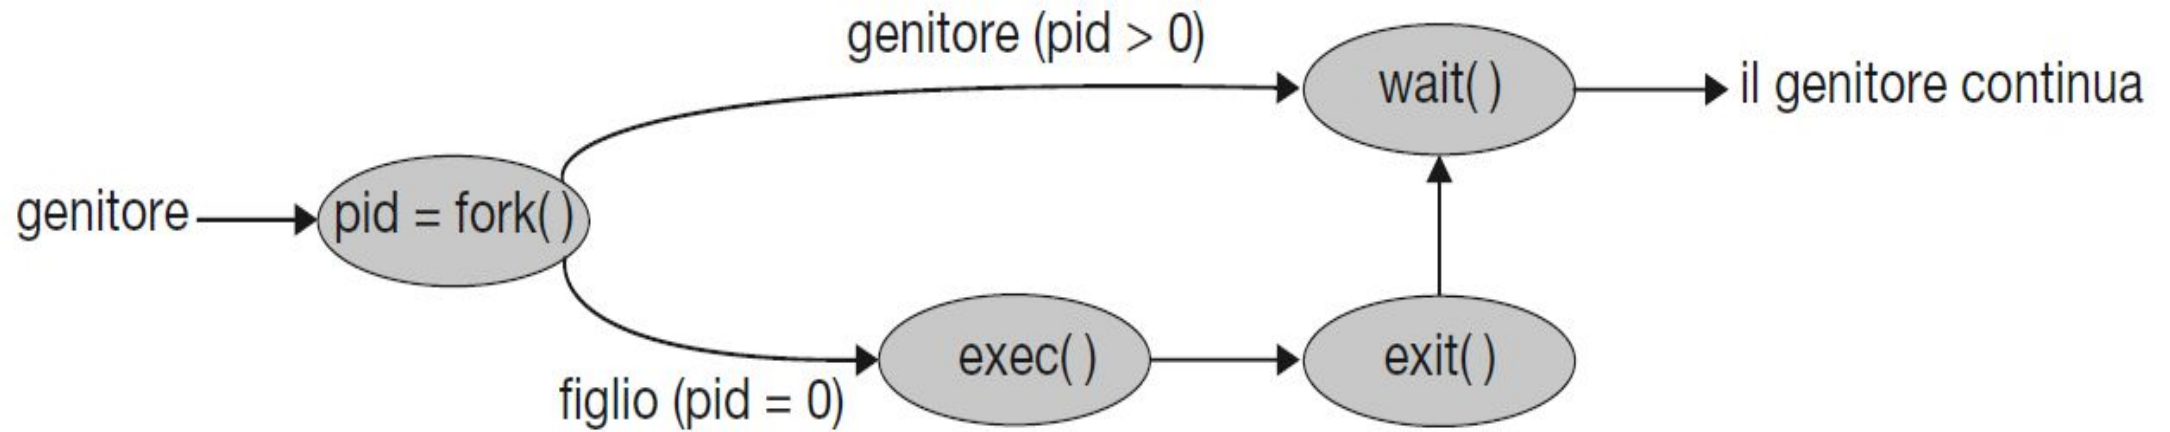 genitore (pid > 0)
wait( )
il genitore continua
genitore
pid = fork( )
exec( )
exit( )
figlio (pid = 0)